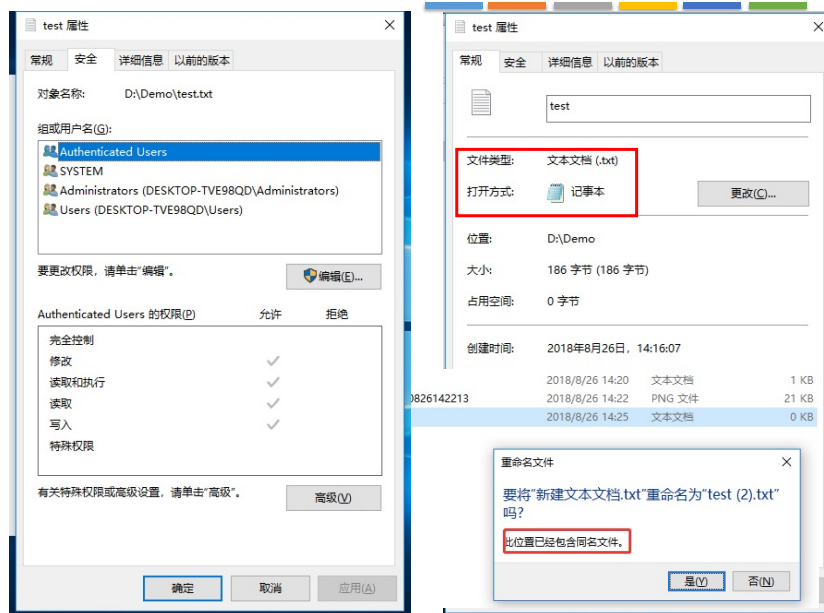 test 属性
常规 安全 详细信息 以前的版本
对象名称: D:\Demo\test.txt
组或用户名(G):
Authenticated Users
SYSTEM
Administrators (DESKTOP-TVE98QD\Administrators)
Users (DESKTOP-TVE98QD\Users)
要更改权限，请单击"编辑"。
编辑(E)...
Authenticated Users 的权限(P) 允许 拒绝
完全控制
修改
读取和执行
读取
写入
特殊权限
有关特殊权限或高级设置，请单击"高级"。
高级(V)
确定 取消 应用(A)
test 属性
常规 安全 详细信息 以前的版本
test
文件类型: 文本文档 (.txt)
打开方式: 记事本 更改(C)...
位置: D:\Demo
大小: 186 字节 (186 字节)
占用空间: 0 字节
创建时间: 2018年8月26日，14:16:07
2018/8/26 14:20 文本文档 1 KB
0826142213 2018/8/26 14:22 PNG 文件 21 KB
2018/8/26 14:25 文本文档 0 KB
重命名文件
要将"新建文本文档.txt"重命名为"test (2).txt"
吗?
此位置已经包含同名文件。
是(Y) 否(N)